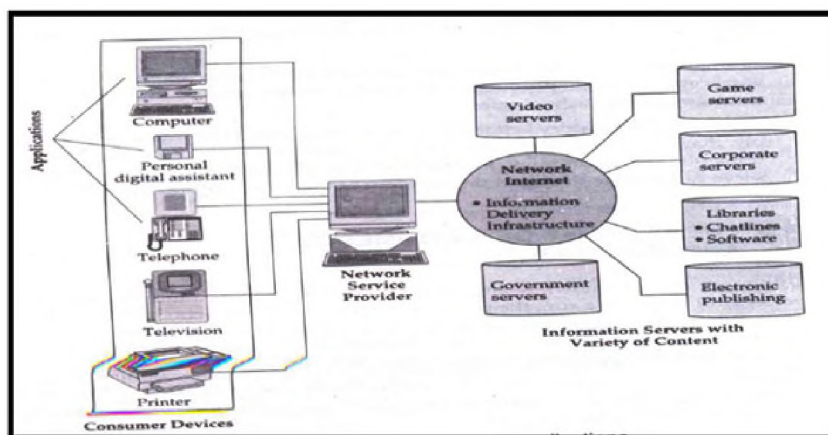 Applications
Computer
Personal
digital assistant
Telephone
Television
Printer
Consumer Devices
Network
Service
Provider
Video
servers
Network
Internet
• Information
Delivery
Infrastructure
Government
servers
Game
servers
Corporate
servers
Libraries
• Chatlines
• Software
Electronic
publishing
Information Servers with
Variety of Content